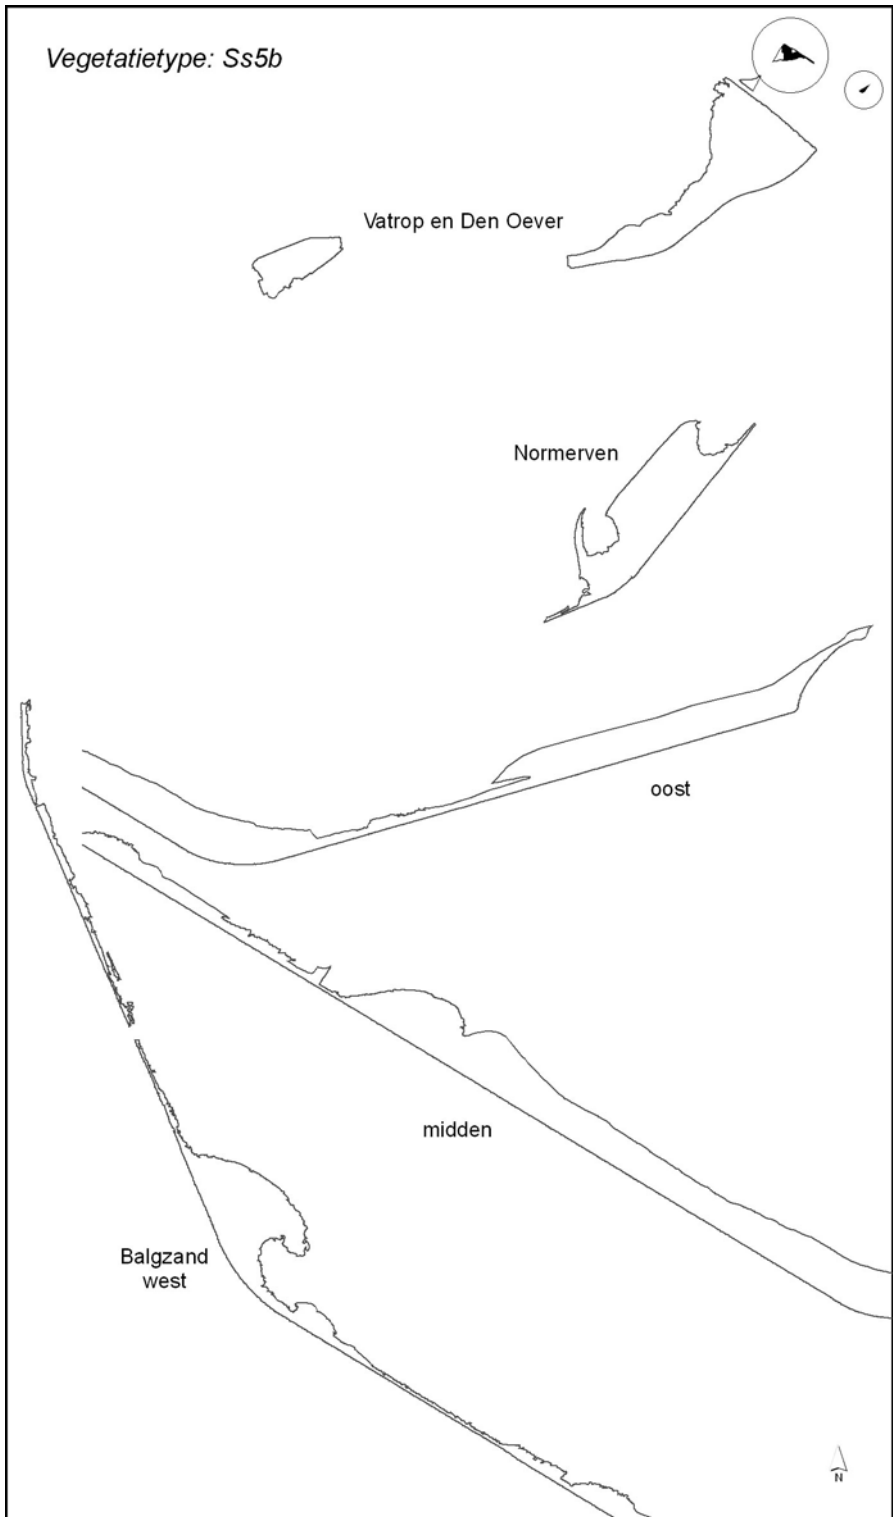 Vegetatietype: Ss5b
Vatrop en Den Oever
Normerven
oost
midden
Balgzand
west
N